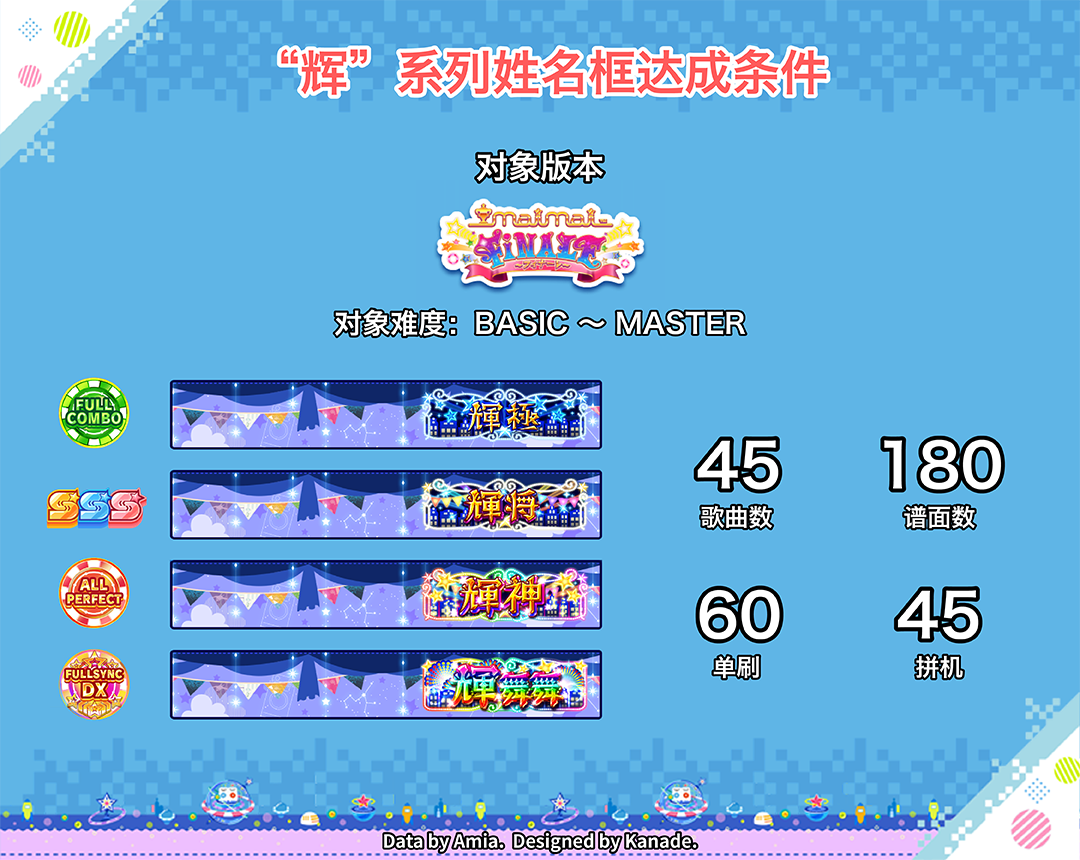 “辉”系列姓名框达成条件
对象版本
maimai
FiNALE
对象难度：BASIC ～ MASTER
FULL
COMBO
輝極
SSS
輝将
ALL
PERFECT
輝神
FULLSYNC
DX
輝舞舞
45
歌曲数
180
谱面数
60
单刷
45
拼机
Data by Amia. Designed by Kanade.